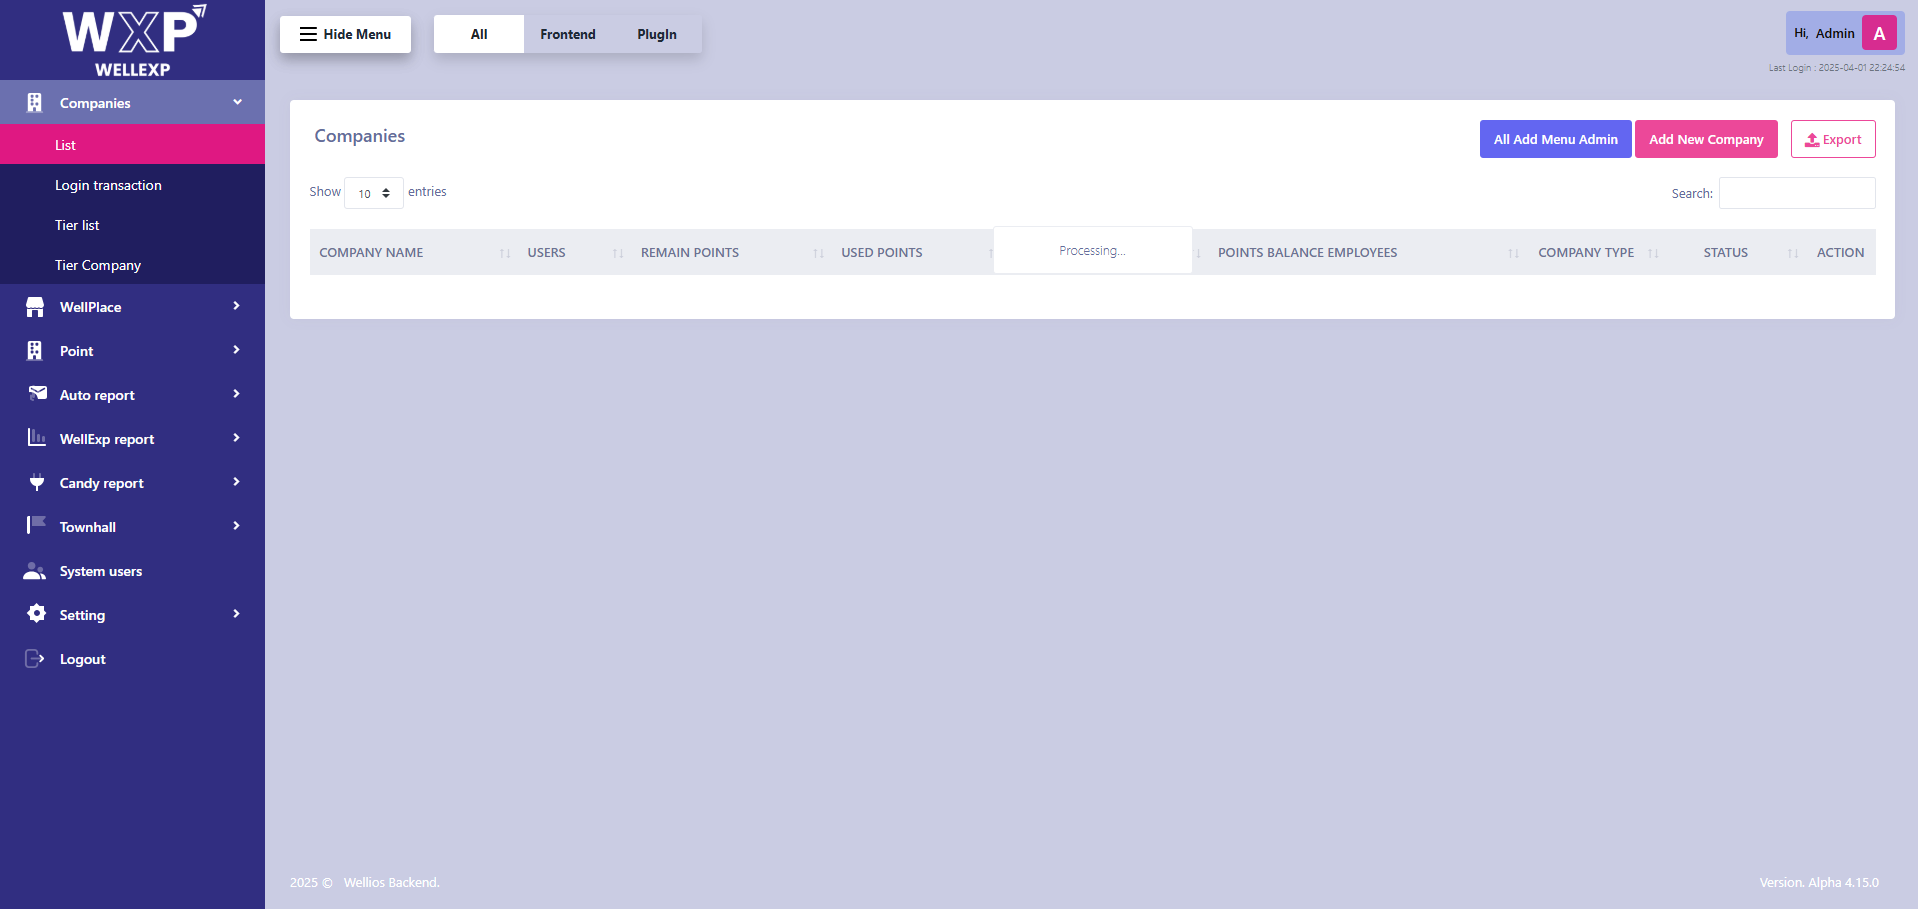 WXP
WELLEXP
Companies
List
Login transaction
Tier list
Tier Company
WellPlace
Point
Auto report
WellExp report
Candy report
Townhall
System users
Setting
Logout
Hide Menu
All Frontend PlugIn
Hi, Admin A
Last Login : 2025-04-01 22:24:54
Companies
All Add Menu Admin Add New Company Export
Show 10 entries
Search:
COMPANY NAME USERS REMAIN POINTS USED POINTS Processing... POINTS BALANCE EMPLOYEES COMPANY TYPE STATUS ACTION
2025 © Wellios Backend.
Version. Alpha 4.15.0